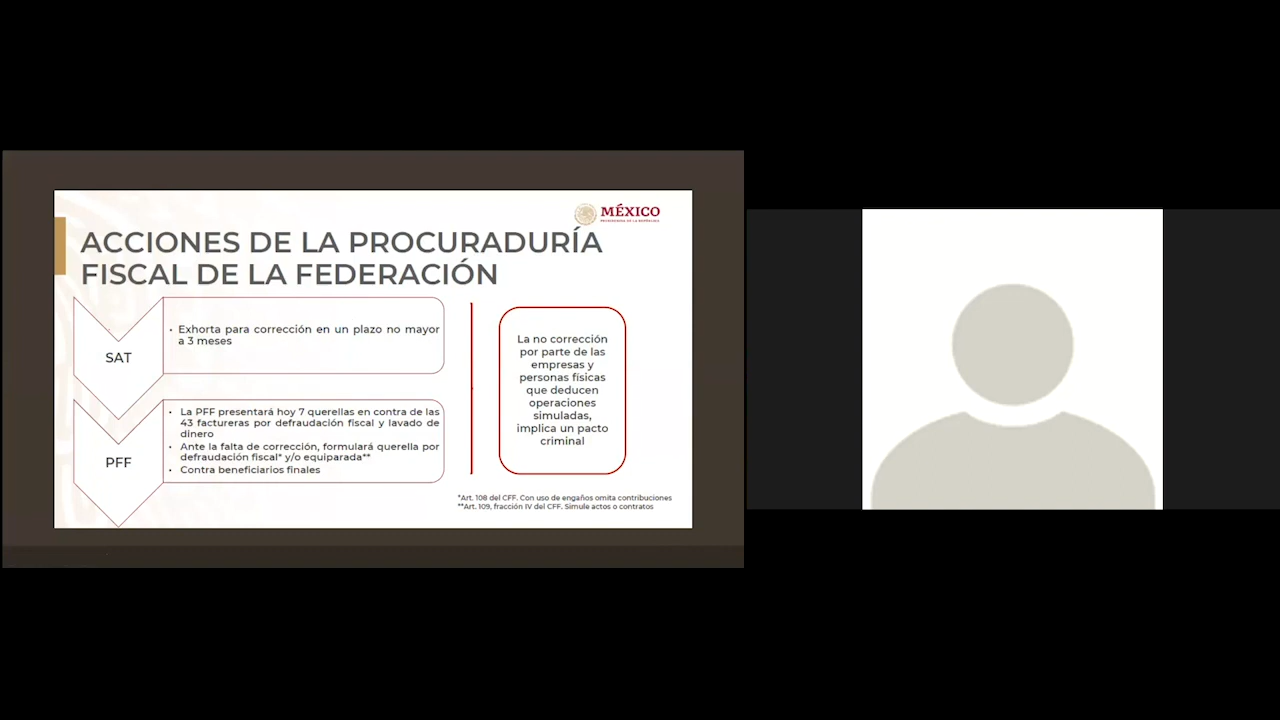 MÉXICO
PRESIDENCIA DE LA REPÚBLICA
ACCIONES DE LA PROCURADURÍA
FISCAL DE LA FEDERACIÓN
SAT
• Exhorta para corrección en un plazo no mayor
a 3 meses
PFF
• La PFF presentará hoy 7 querellas en contra de las
43 factureras por defraudación fiscal y lavado de
dinero
• Ante la falta de corrección, formulará querella por
defraudación fiscal* y/o equiparada**
• Contra beneficiarios finales
La no corrección
por parte de las
empresas y
personas físicas
que deducen
operaciones
simuladas,
implica un pacto
criminal
*Art. 108 del CFF. Con uso de engaños omita contribuciones
**Art. 109, fracción IV del CFF. Simule actos o contratos